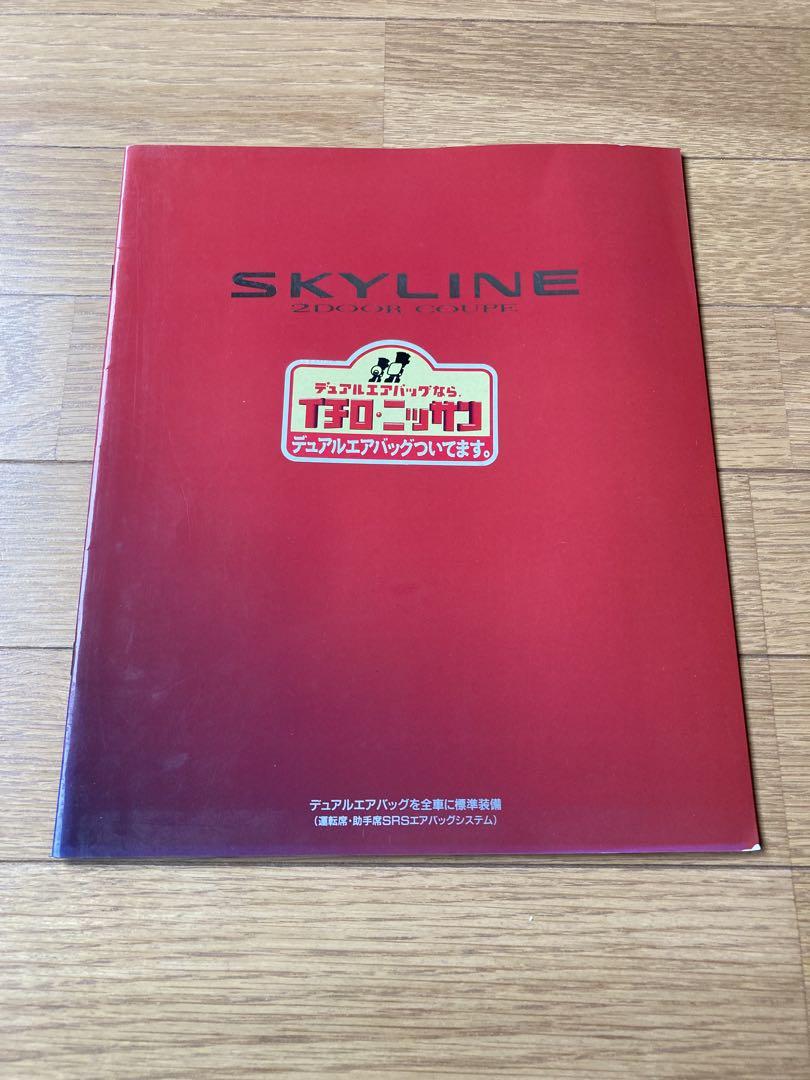 SKYLINE
2DOOR COUPE
デュアルエアバッグなら、
イチロ・ニッサン
デュアルエアバッグついてます。
デュアルエアバッグを全車に標準装備
(運転席・助手席SRSエアバッグシステム)